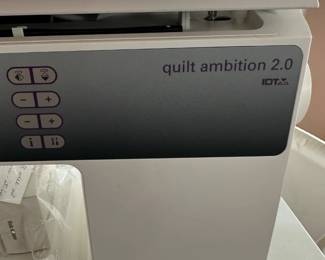 quilt ambition 2.0
IDT
- +
- +
i